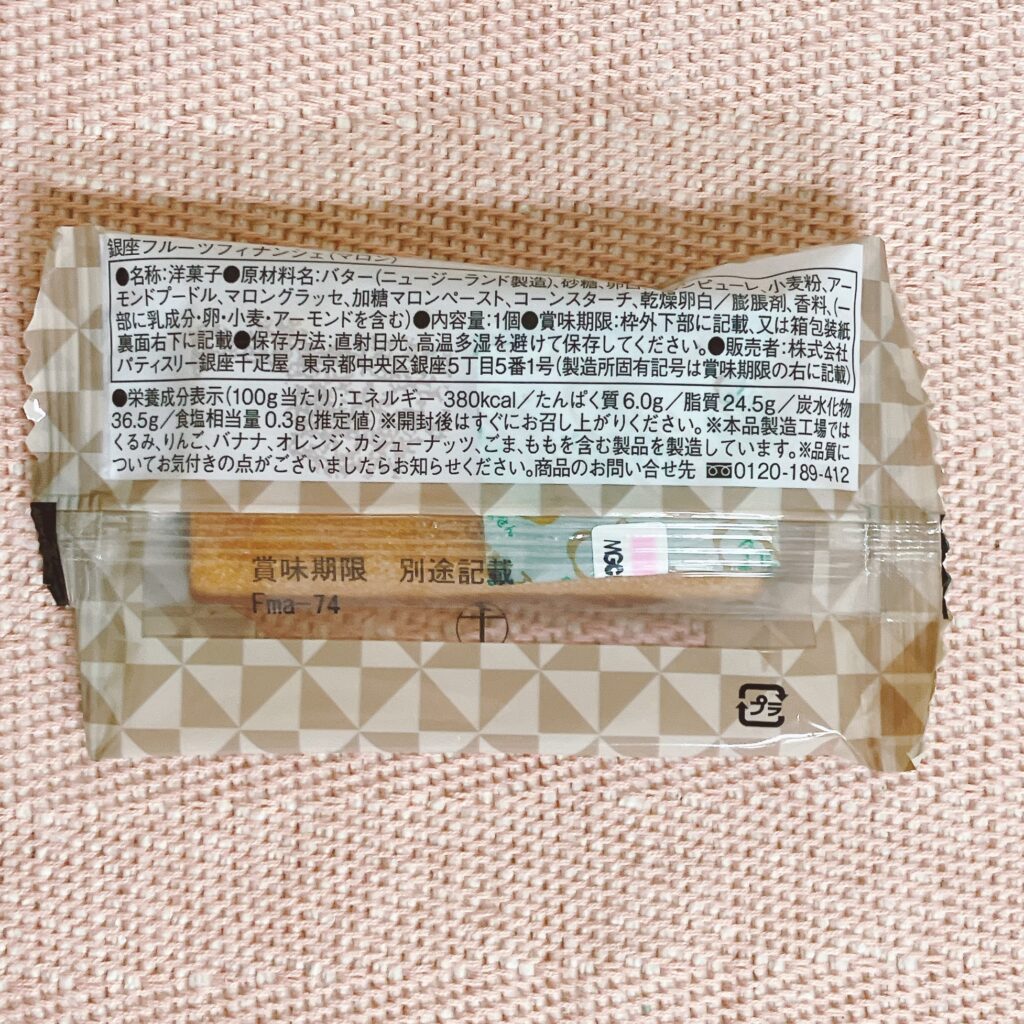 銀座フルーツフィナンシェ(マロン)
●名称:洋菓子●原材料名:バター(ニュージーランド製造)、砂糖、卵白、ピューレ、小麦粉、アー
モンドプードル、マロングラッセ、加糖マロンペースト、コーンスターチ、乾燥卵白/膨脹剤、香料、(一
部に乳成分・卵・小麦・アーモンドを含む)●内容量:1個●賞味期限:枠外下部に記載、又は箱包装紙
裏面右下に記載●保存方法:直射日光、高温多湿を避けて保存してください。●販売者:株式会社
パティスリー銀座千疋屋 東京都中央区銀座5丁目5番1号(製造所固有記号は賞味期限の右に記載)
●栄養成分表示(100g当たり):エネルギー 380kcal/たんぱく質 6.0g/脂質 24.5g/炭水化物
36.5g/食塩相当量 0.3g(推定値)※開封後はすぐにお召し上がりください。※本品製造工場では
くるみ、りんご、バナナ、オレンジ、カシューナッツ、ごま、ももを含む製品を製造しています。※品質に
ついてお気付きの点がございましたらお知らせください。商品のお問い合せ先 0120-189-412
MGC
賞味期限 別途記載
Fma-74
千
プラ